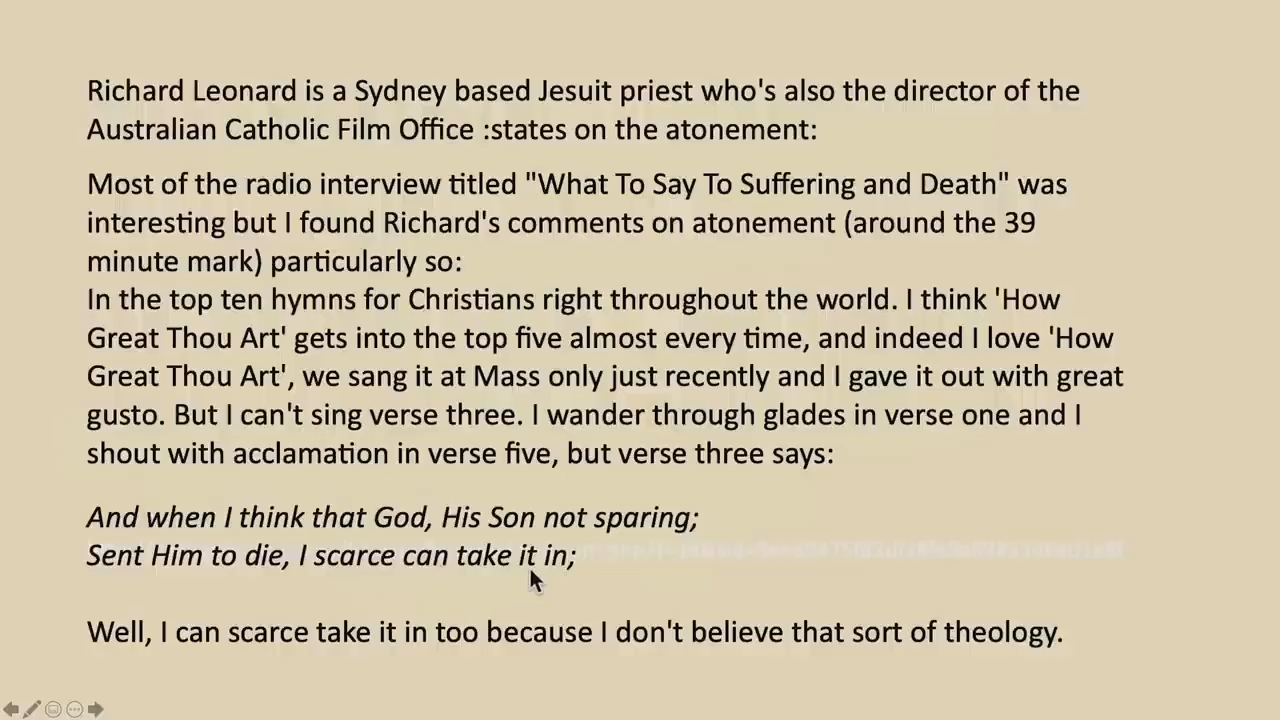 Richard Leonard is a Sydney based Jesuit priest who's also the director of the
Australian Catholic Film Office :states on the atonement:
Most of the radio interview titled "What To Say To Suffering and Death" was
interesting but I found Richard's comments on atonement (around the 39
minute mark) particularly so:
In the top ten hymns for Christians right throughout the world. I think 'How
Great Thou Art' gets into the top five almost every time, and indeed I love 'How
Great Thou Art', we sang it at Mass only just recently and I gave it out with great
gusto. But I can't sing verse three. I wander through glades in verse one and I
shout with acclamation in verse five, but verse three says:
And when I think that God, His Son not sparing;
Sent Him to die, I scarce can take it in;
Well, I can scarce take it in too because I don't believe that sort of theology.